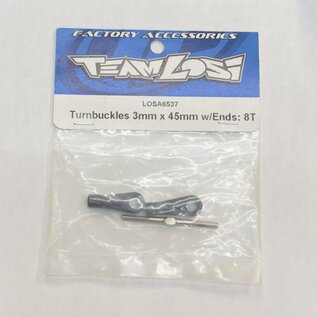 FACTORY ACCESSORIES
TEAM LOSI
LOSA6537
Turnbuckles 3mm x 45mm w/Ends: 8T